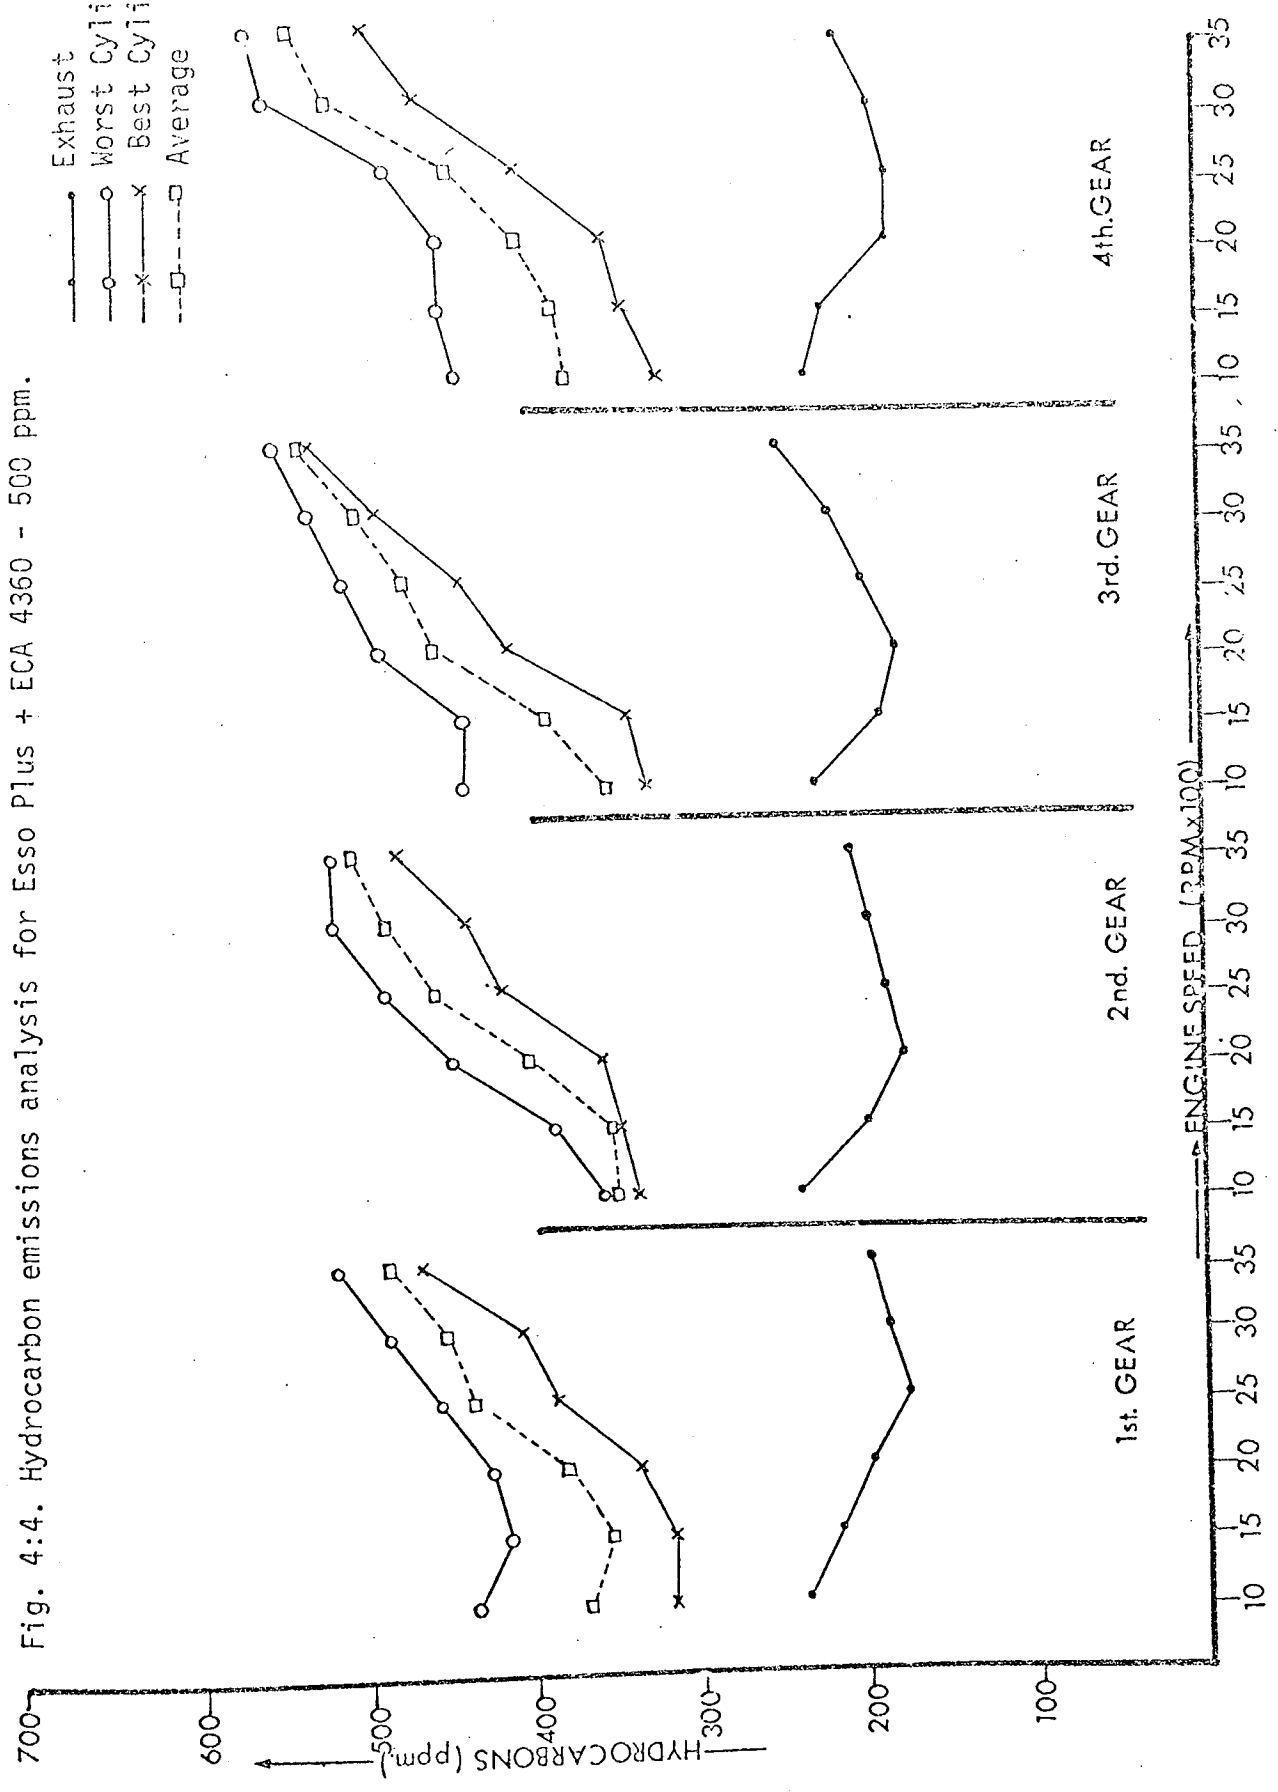 Fig. 4:4. Hydrocarbon emissions analysis for Esso Plus + ECA 4360 - 500 ppm.
Exhaust
Worst Cyli
Best Cyli
Average
HYDROCARBONS (ppm.)
700
600
500
400
300
200
100
1st. GEAR
2nd. GEAR
3rd. GEAR
4th. GEAR
10 15 20 25 30 35 10 15 20 25 30 35 10 15 20 25 30 35 10 15 20 25 30 35
ENGINE SPEED (RPM x100)